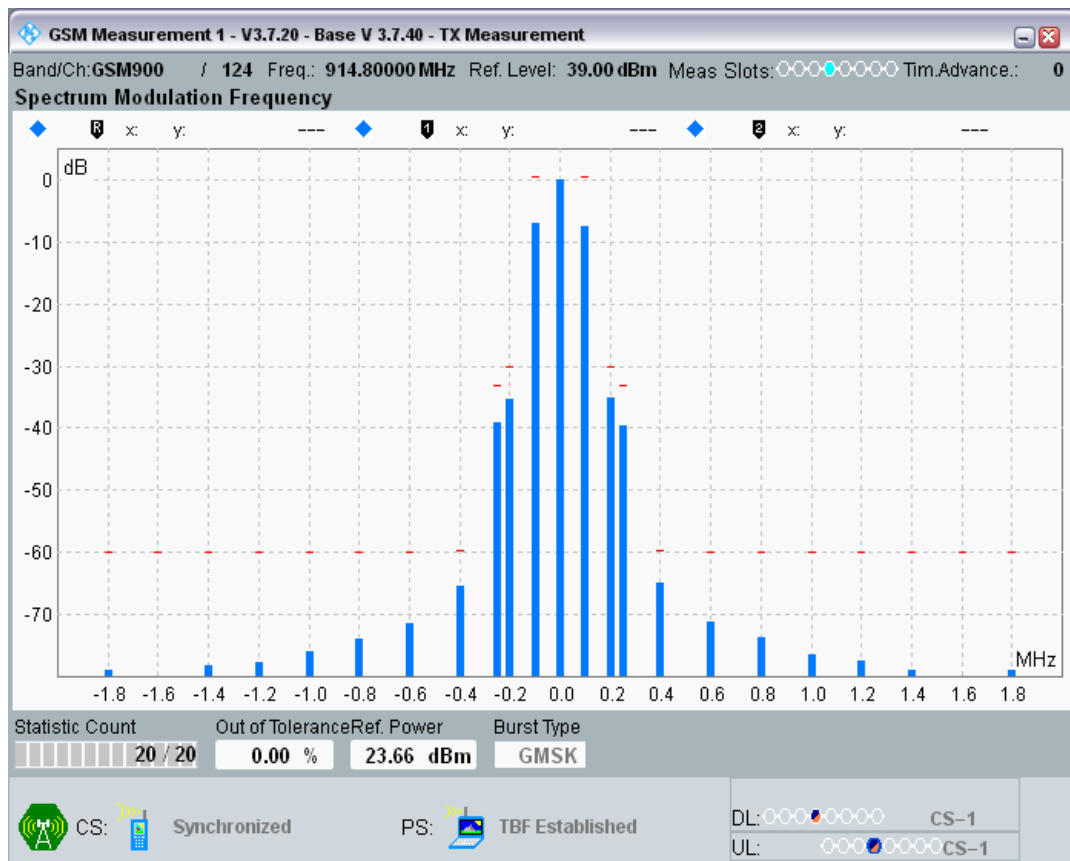 GSM Measurement 1 - V3.7.20 - Base V 3.7.40 - TX Measurement
Band/Ch:GSM900 / 124 Freq.: 914.80000 MHz Ref. Level: 39.00 dBm Meas Slots: Tim.Advance.: 0
Spectrum Modulation Frequency
R x: y: --- 1 x: y: --- 2 x: y: ---
dB
0
-10
-20
-30
-40
-50
-60
-70
MHz
-1.8 -1.6 -1.4 -1.2 -1.0 -0.8 -0.6 -0.4 -0.2 0.0 0.2 0.4 0.6 0.8 1.0 1.2 1.4 1.6 1.8
Statistic Count Out of Tolerance Ref. Power Burst Type
20 / 20 0.00 % 23.66 dBm GMSK
CS: Synchronized PS: TBF Established DL: CS-1
UL: CS-1